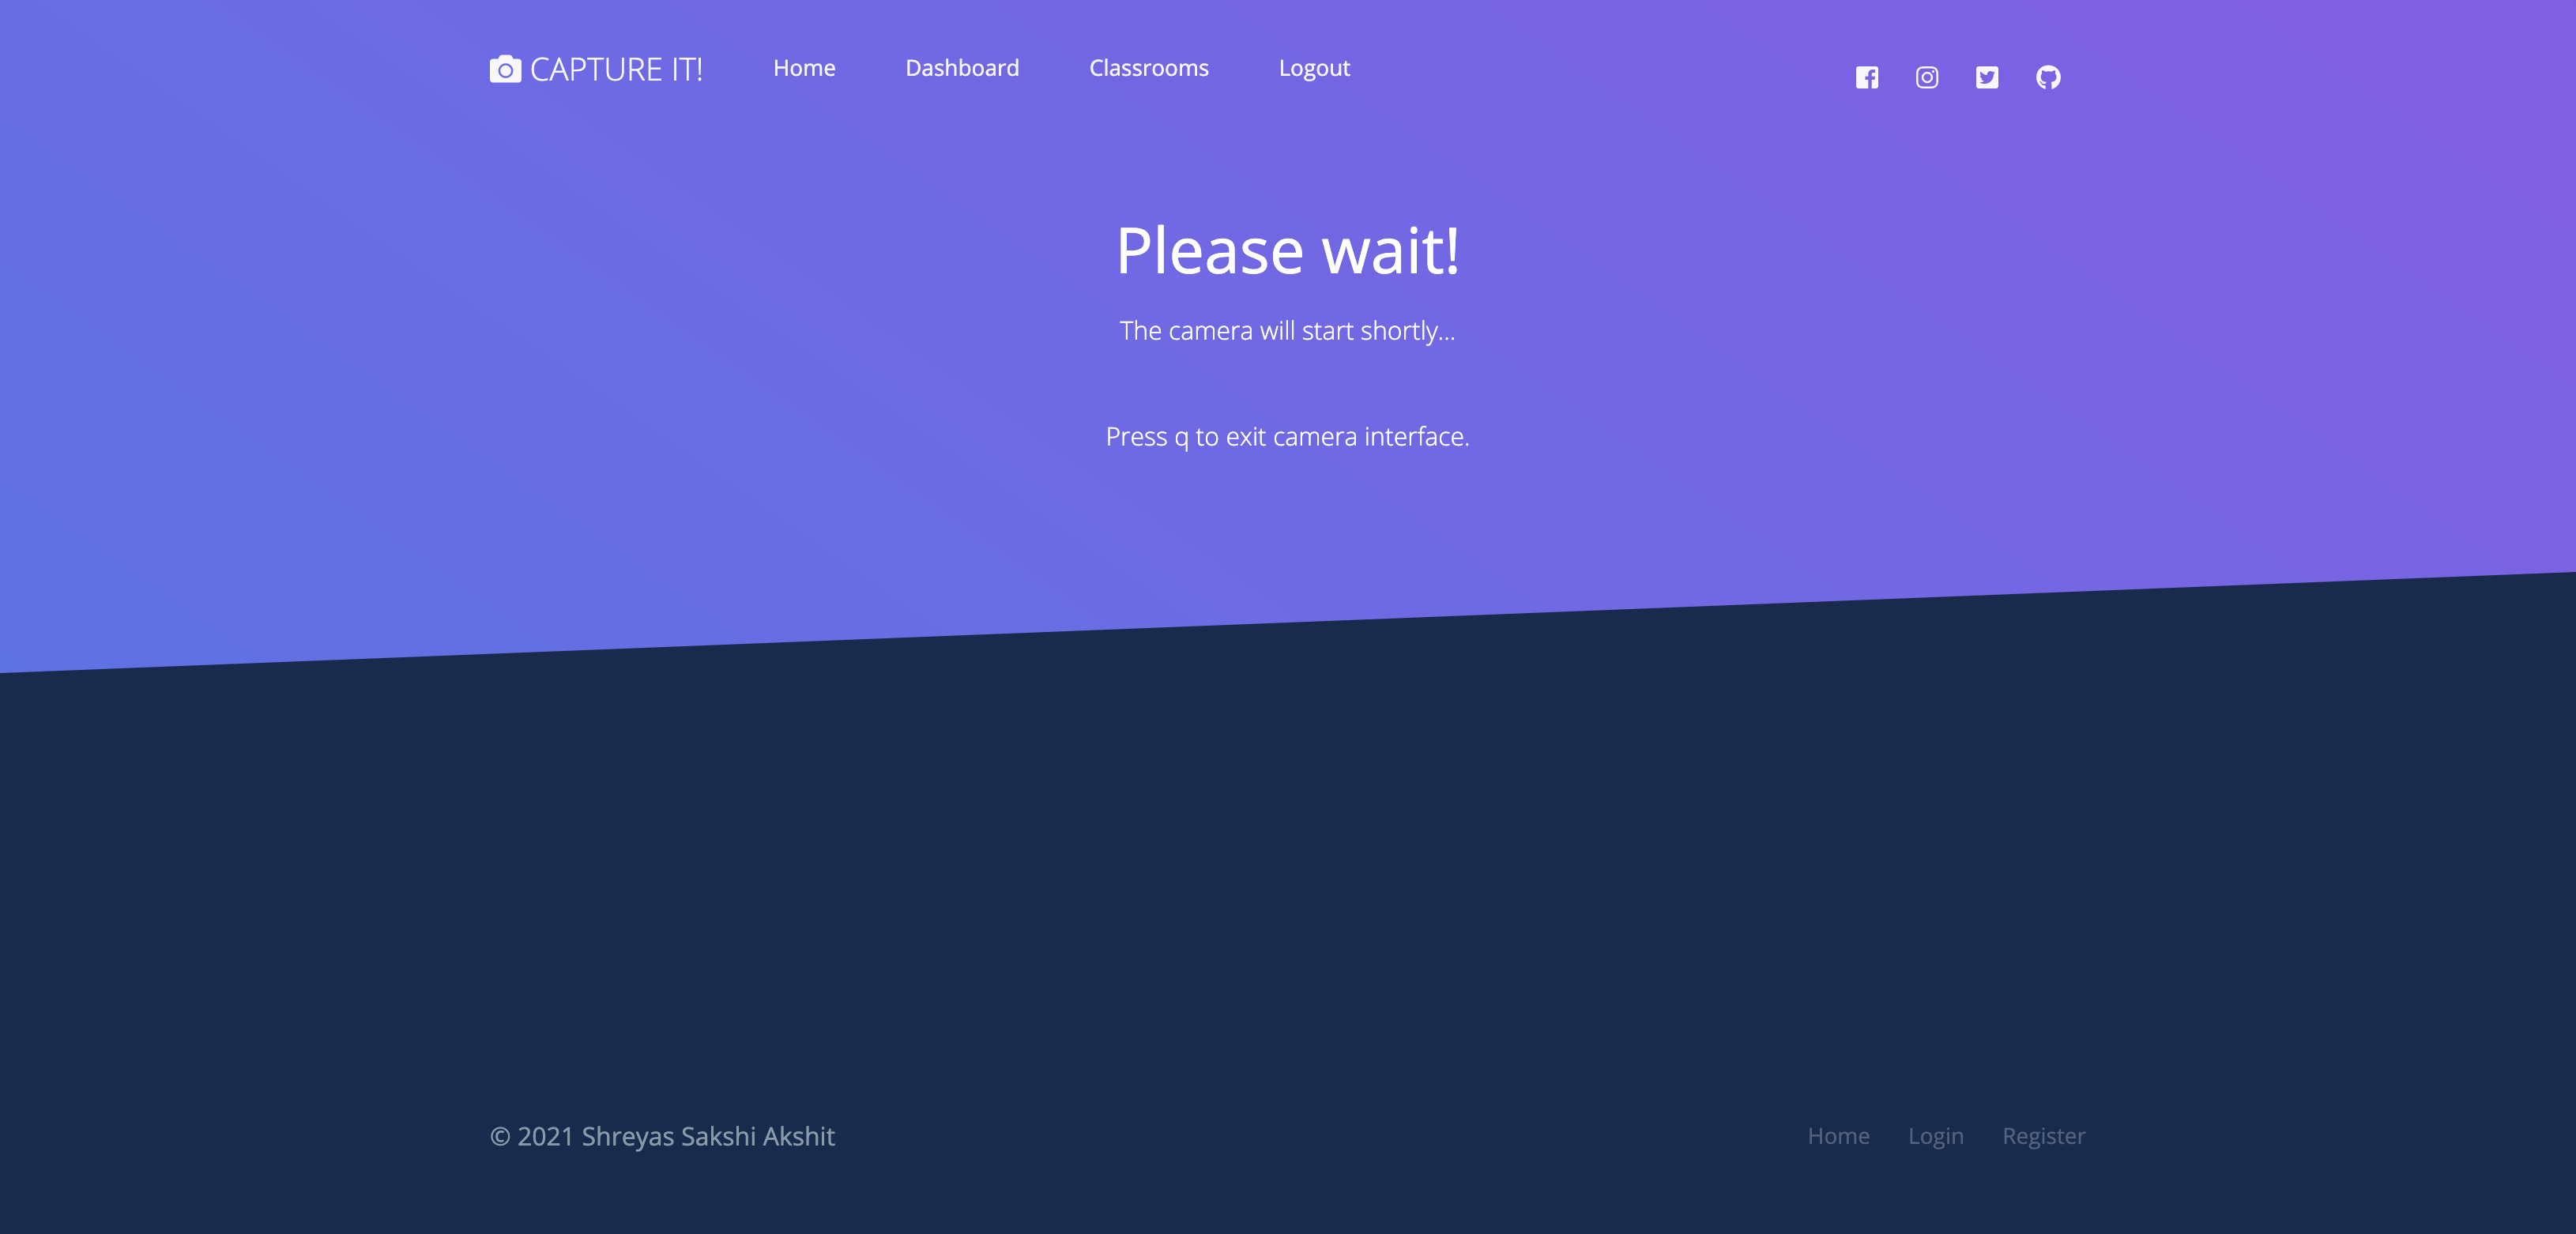 CAPTURE IT! Home Dashboard Classrooms Logout
Please wait!
The camera will start shortly...
Press q to exit camera interface.
© 2021 Shreyas Sakshi Akshit Home Login Register